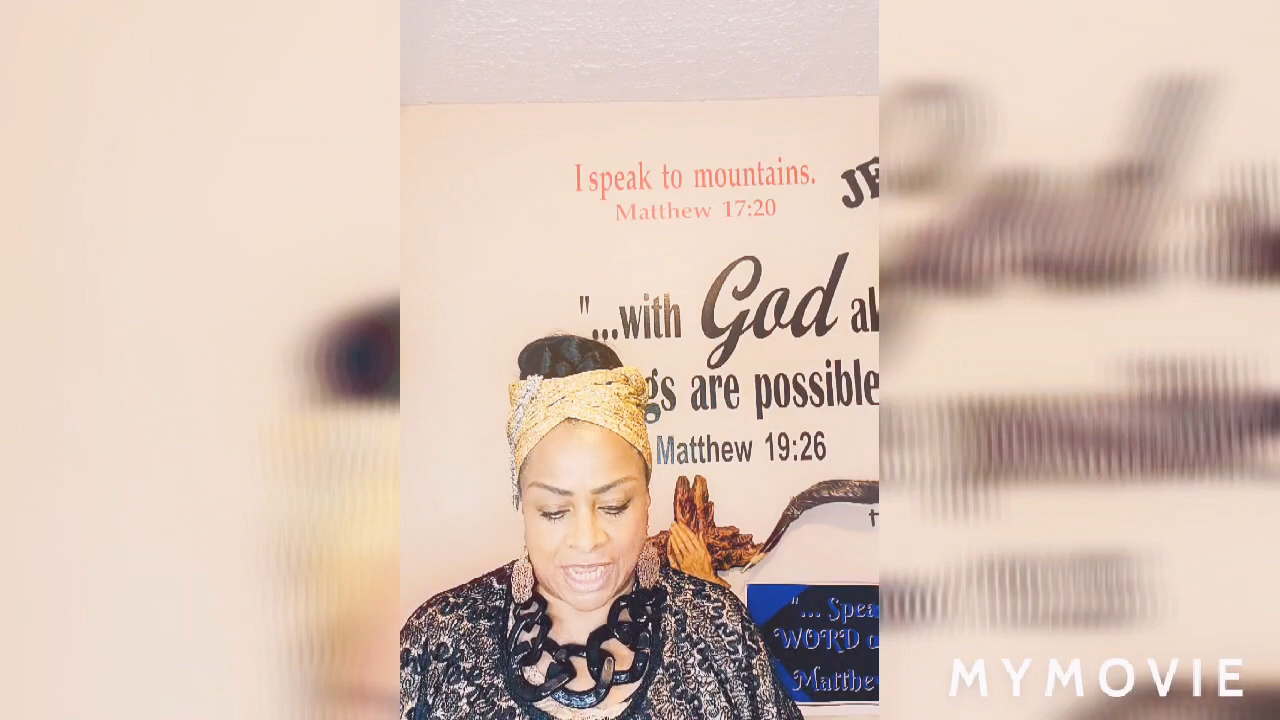 I speak to mountains.
Matthew 17:20
JE
"...with God al
gs are possible
Matthew 19:26
"... Spea
WORD
Matthe
MYMOVIE